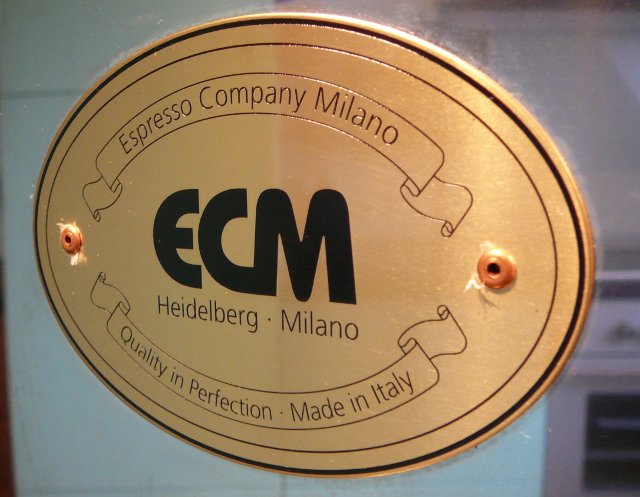 Espresso Company Milano
ECM
Heidelberg · Milano
Quality in Perfection · Made in Italy